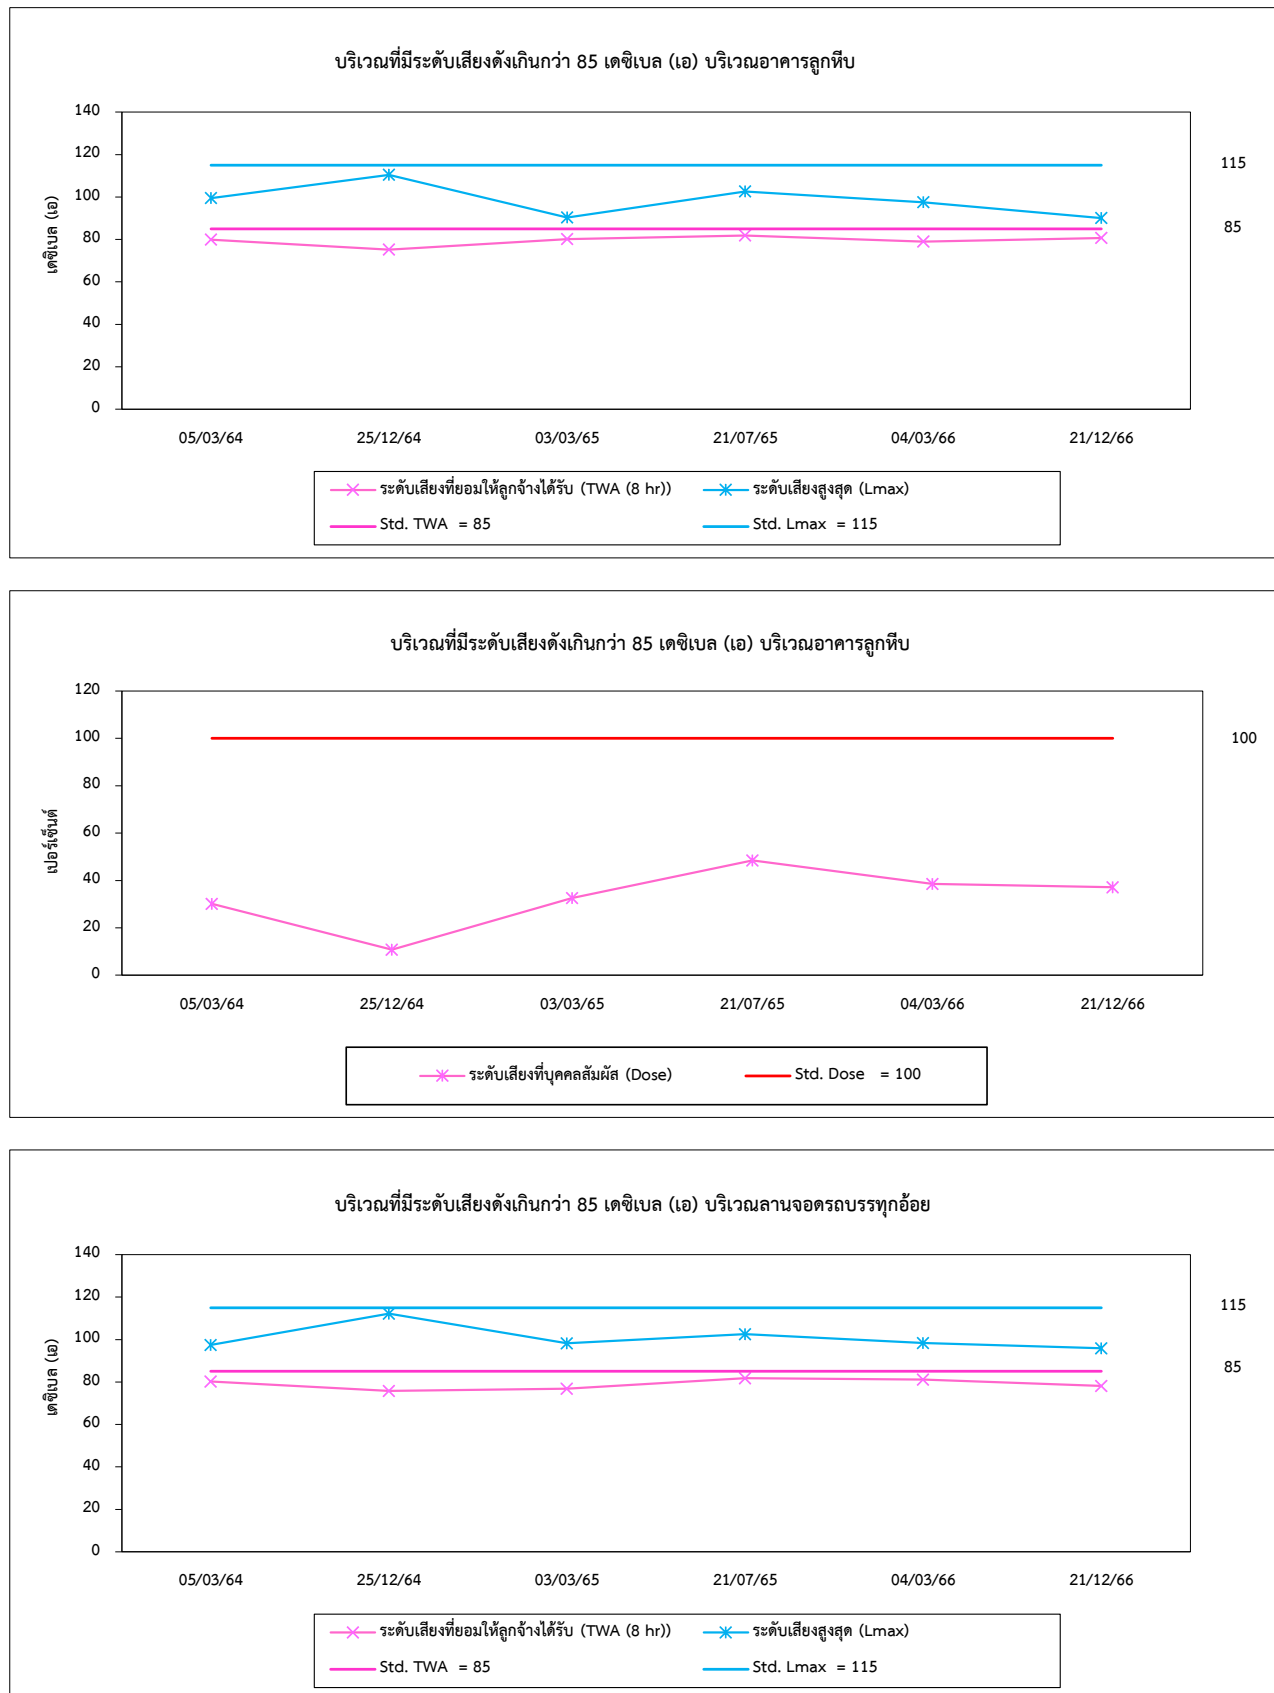 บริเวณที่มีระดับเสียงดังเกินกว่า 85 เดซิเบล (เอ) บริเวณอาคารลูกหีบ
เดซิเบล (เอ)
140
120
100
80
60
40
20
0
115
85
05/03/64 25/12/64 03/03/65 21/07/65 04/03/66 21/12/66
ระดับเสียงที่ยอมให้ลูกจ้างได้รับ (TWA (8 hr)) ระดับเสียงสูงสุด (Lmax)
Std. TWA = 85 Std. Lmax = 115
บริเวณที่มีระดับเสียงดังเกินกว่า 85 เดซิเบล (เอ) บริเวณอาคารลูกหีบ
เปอร์เซ็นต์
120
100
80
60
40
20
0
100
05/03/64 25/12/64 03/03/65 21/07/65 04/03/66 21/12/66
ระดับเสียงที่บุคคลสัมผัส (Dose) Std. Dose = 100
บริเวณที่มีระดับเสียงดังเกินกว่า 85 เดซิเบล (เอ) บริเวณลานจอดรถบรรทุกอ้อย
เดซิเบล (เอ)
140
120
100
80
60
40
20
0
115
85
05/03/64 25/12/64 03/03/65 21/07/65 04/03/66 21/12/66
ระดับเสียงที่ยอมให้ลูกจ้างได้รับ (TWA (8 hr)) ระดับเสียงสูงสุด (Lmax)
Std. TWA = 85 Std. Lmax = 115